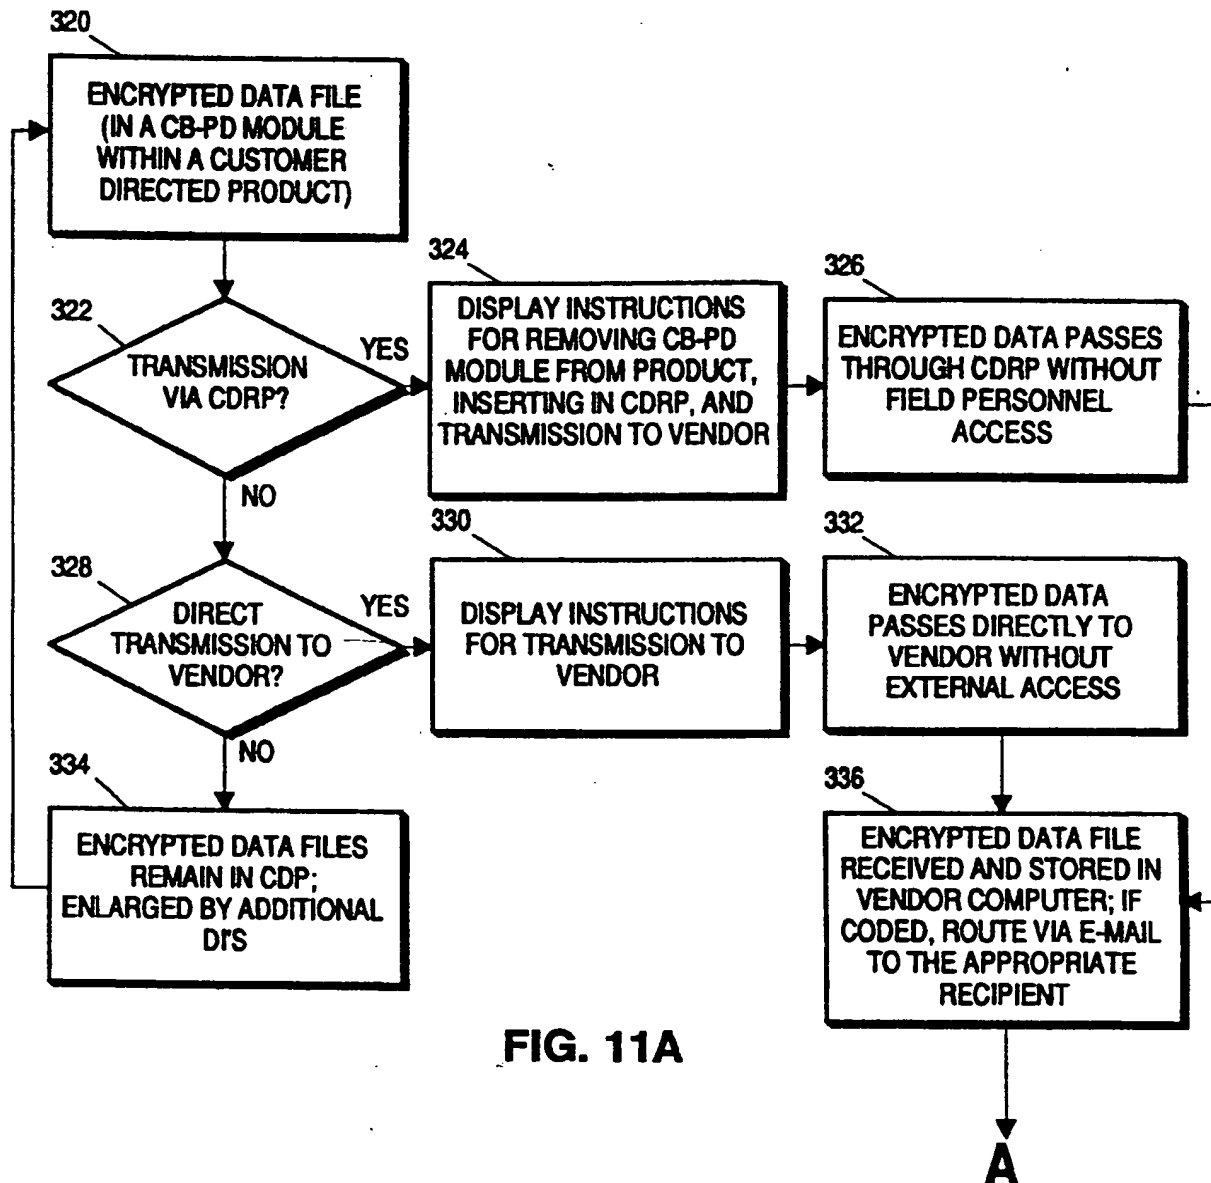 320
ENCRYPTED DATA FILE
(IN A CB-PD MODULE
WITHIN A CUSTOMER
DIRECTED PRODUCT)
322
TRANSMISSION
VIA CDRP?
YES
NO
324
DISPLAY INSTRUCTIONS
FOR REMOVING CB-PD
MODULE FROM PRODUCT,
INSERTING IN CDRP, AND
TRANSMISSION TO VENDOR
326
ENCRYPTED DATA PASSES
THROUGH CDRP WITHOUT
FIELD PERSONNEL
ACCESS
328
DIRECT
TRANSMISSION TO
VENDOR?
YES
NO
330
DISPLAY INSTRUCTIONS
FOR TRANSMISSION TO
VENDOR
332
ENCRYPTED DATA
PASSES DIRECTLY TO
VENDOR WITHOUT
EXTERNAL ACCESS
334
ENCRYPTED DATA FILES
REMAIN IN CDP;
ENLARGED BY ADDITIONAL
DI'S
336
ENCRYPTED DATA FILE
RECEIVED AND STORED IN
VENDOR COMPUTER; IF
CODED, ROUTE VIA E-MAIL
TO THE APPROPRIATE
RECIPIENT
FIG. 11A
A